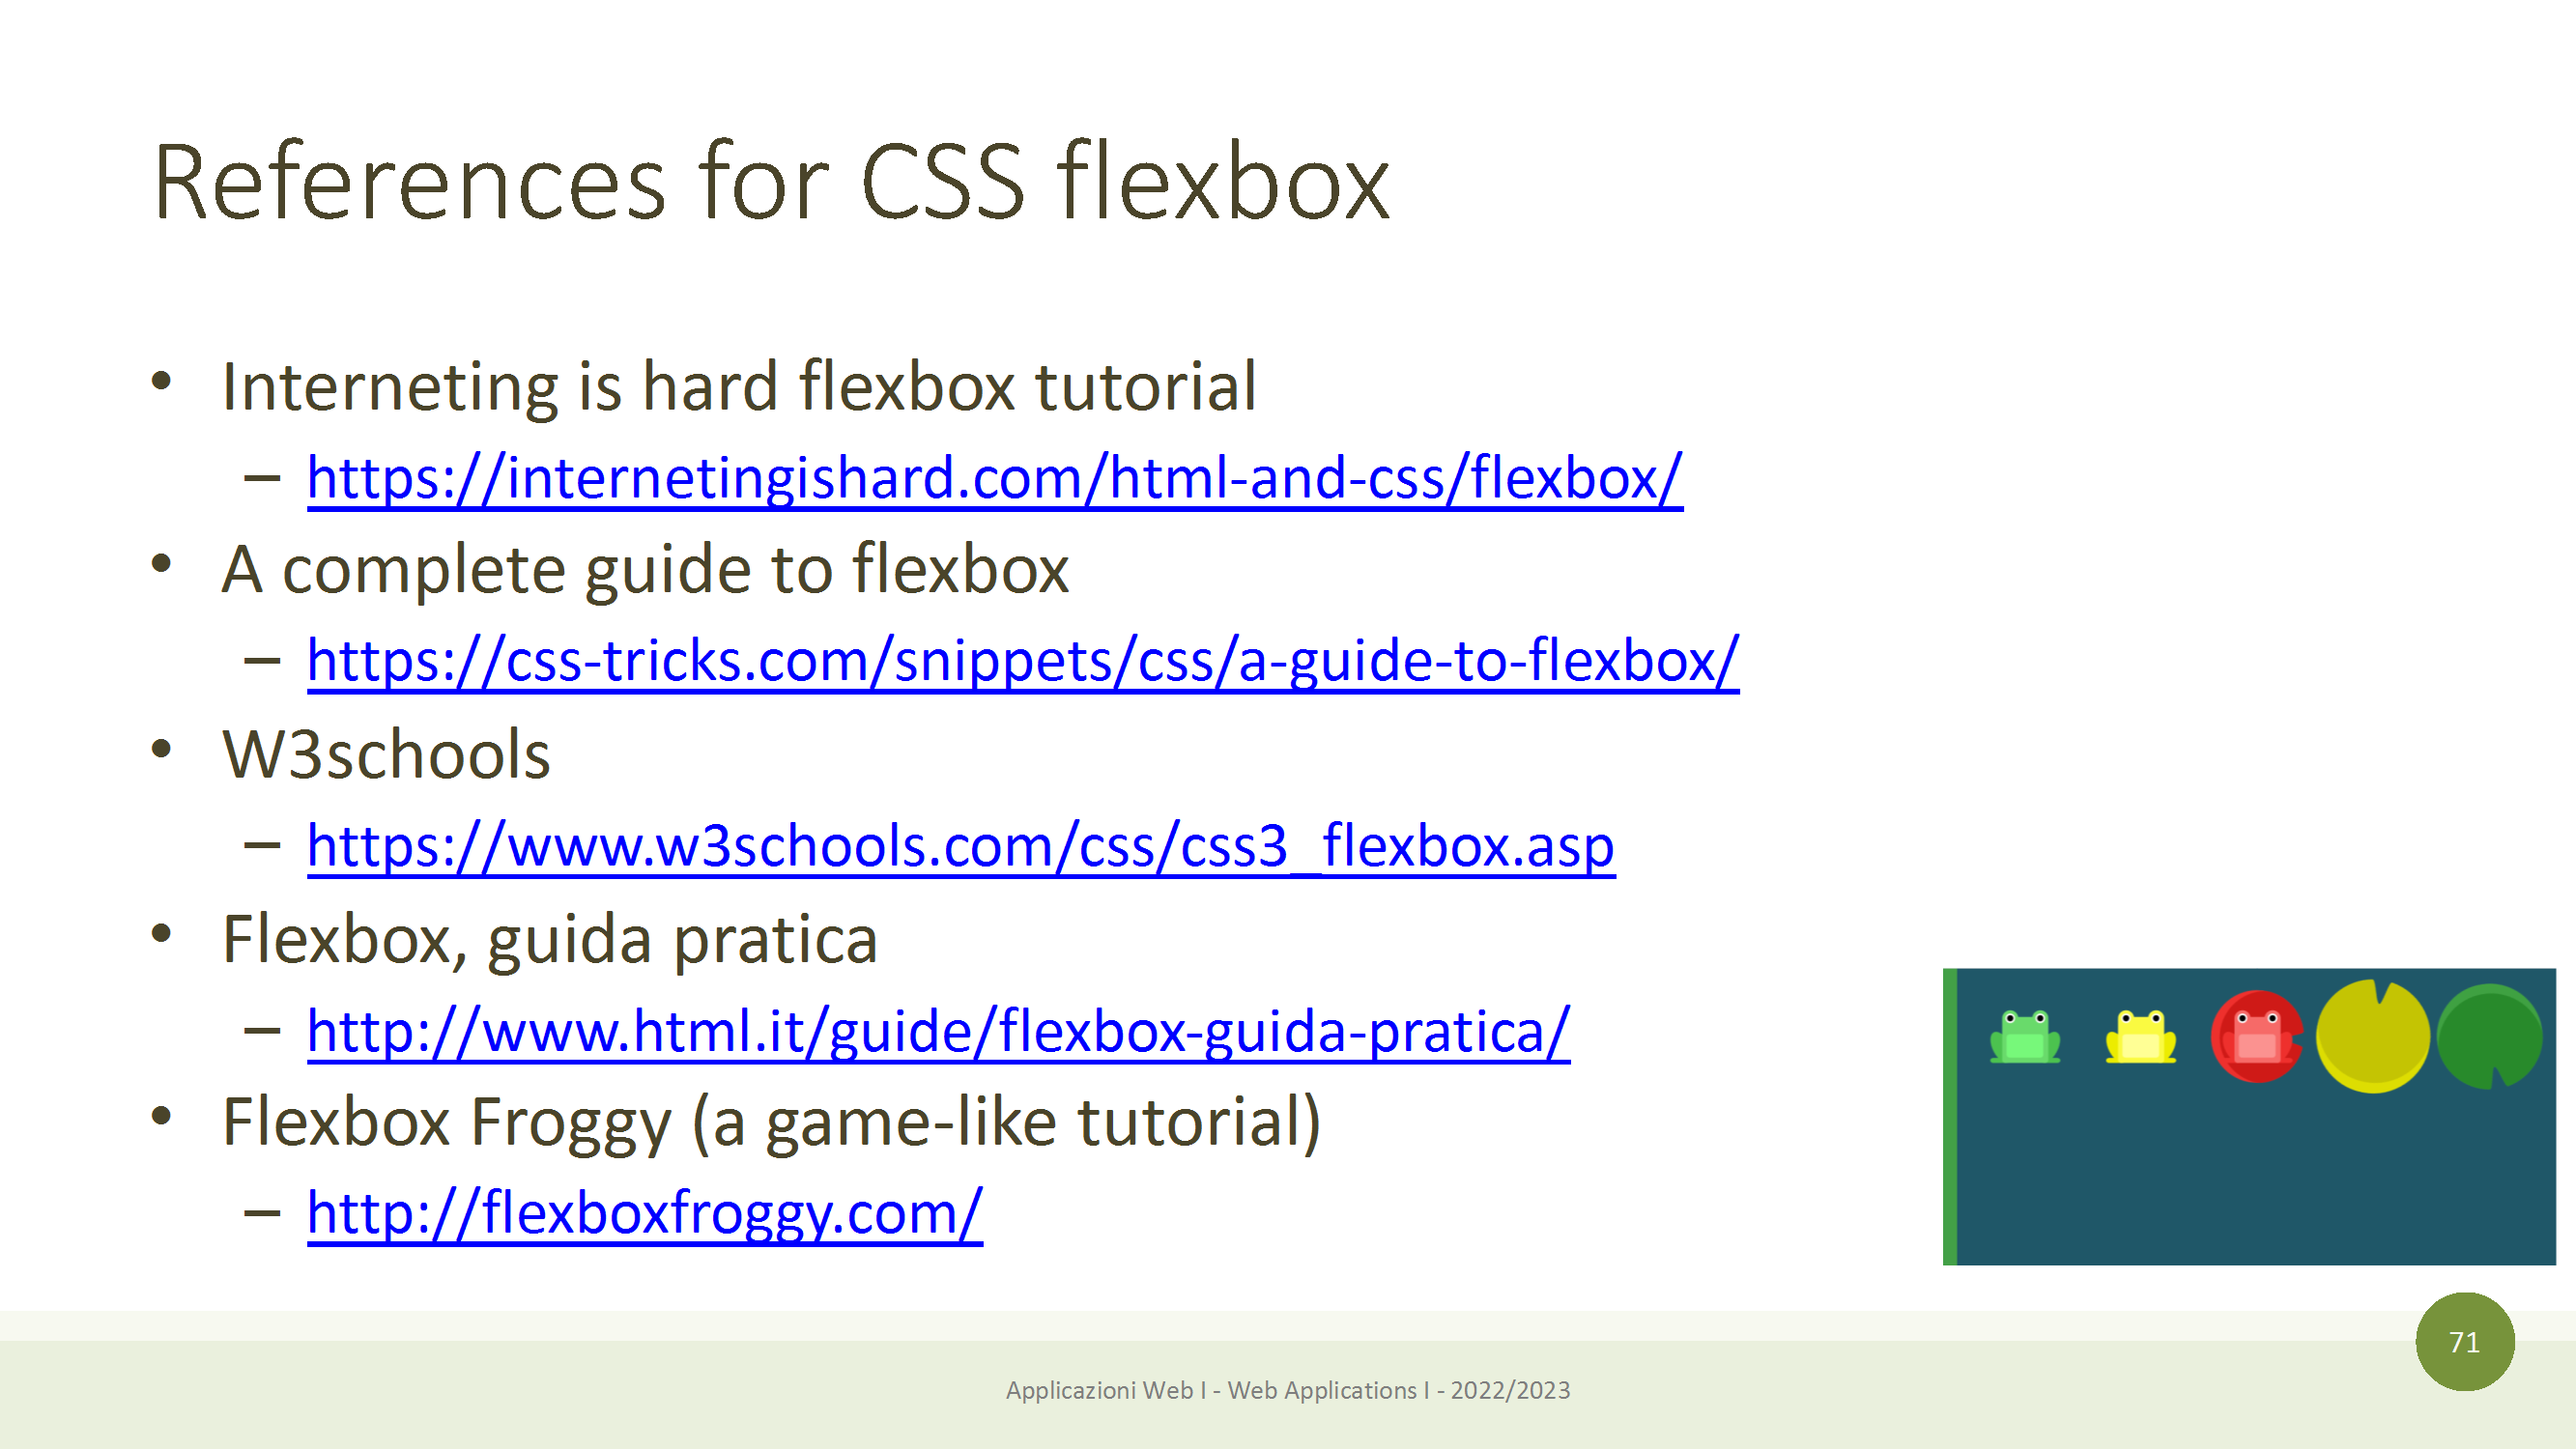 References for CSS flexbox
• Interneting is hard flexbox tutorial
– https://internetingishard.com/html-and-css/flexbox/
• A complete guide to flexbox
– https://css-tricks.com/snippets/css/a-guide-to-flexbox/
• W3schools
– https://www.w3schools.com/css/css3_flexbox.asp
• Flexbox, guida pratica
– http://www.html.it/guide/flexbox-guida-pratica/
• Flexbox Froggy (a game-like tutorial)
– http://flexboxfroggy.com/
71
Applicazioni Web I - Web Applications I - 2022/2023